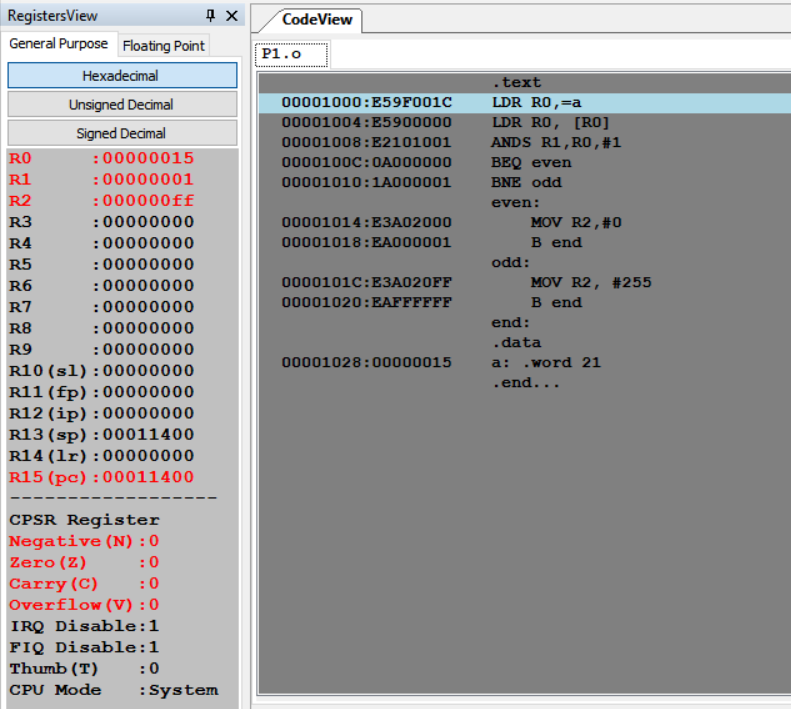 RegistersView
General Purpose Floating Point
Hexadecimal
Unsigned Decimal
Signed Decimal
R0 :00000015
R1 :00000001
R2 :000000ff
R3 :00000000
R4 :00000000
R5 :00000000
R6 :00000000
R7 :00000000
R8 :00000000
R9 :00000000
R10(sl):00000000
R11(fp):00000000
R12(ip):00000000
R13(sp):00011400
R14(lr):00000000
R15(pc):00011400
-------------------
CPSR Register
Negative(N):0
Zero(Z) :0
Carry(C) :0
Overflow(V):0
IRQ Disable:1
FIQ Disable:1
Thumb(T) :0
CPU Mode :System
CodeView
P1.o
.text
00001000:E59F001C LDR R0,=a
00001004:E5900000 LDR R0, [R0]
00001008:E2101001 ANDS R1,R0,#1
0000100C:0A000000 BEQ even
00001010:1A000001 BNE odd
even:
00001014:E3A02000 MOV R2,#0
00001018:EA000001 B end
odd:
0000101C:E3A020FF MOV R2, #255
00001020:EAFFFFFF B end
end:
.data
00001028:00000015 a: .word 21
.end...